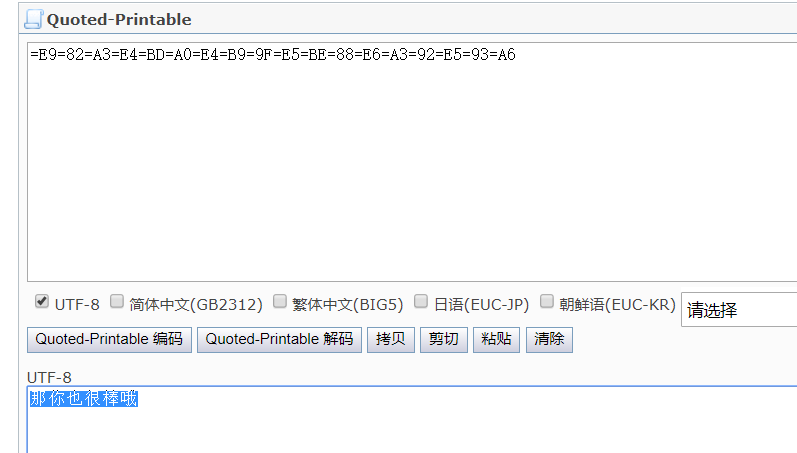 Quoted-Printable
=E9=82=A3=E4=BD=A0=E4=B9=9F=E5=BE=88=E6=A3=92=E5=93=A6
UTF-8 简体中文(GB2312) 繁体中文(BIG5) 日语(EUC-JP) 朝鲜语(EUC-KR) 请选择
Quoted-Printable 编码 Quoted-Printable 解码 拷贝 剪切 粘贴 清除
UTF-8
那你也很棒哦